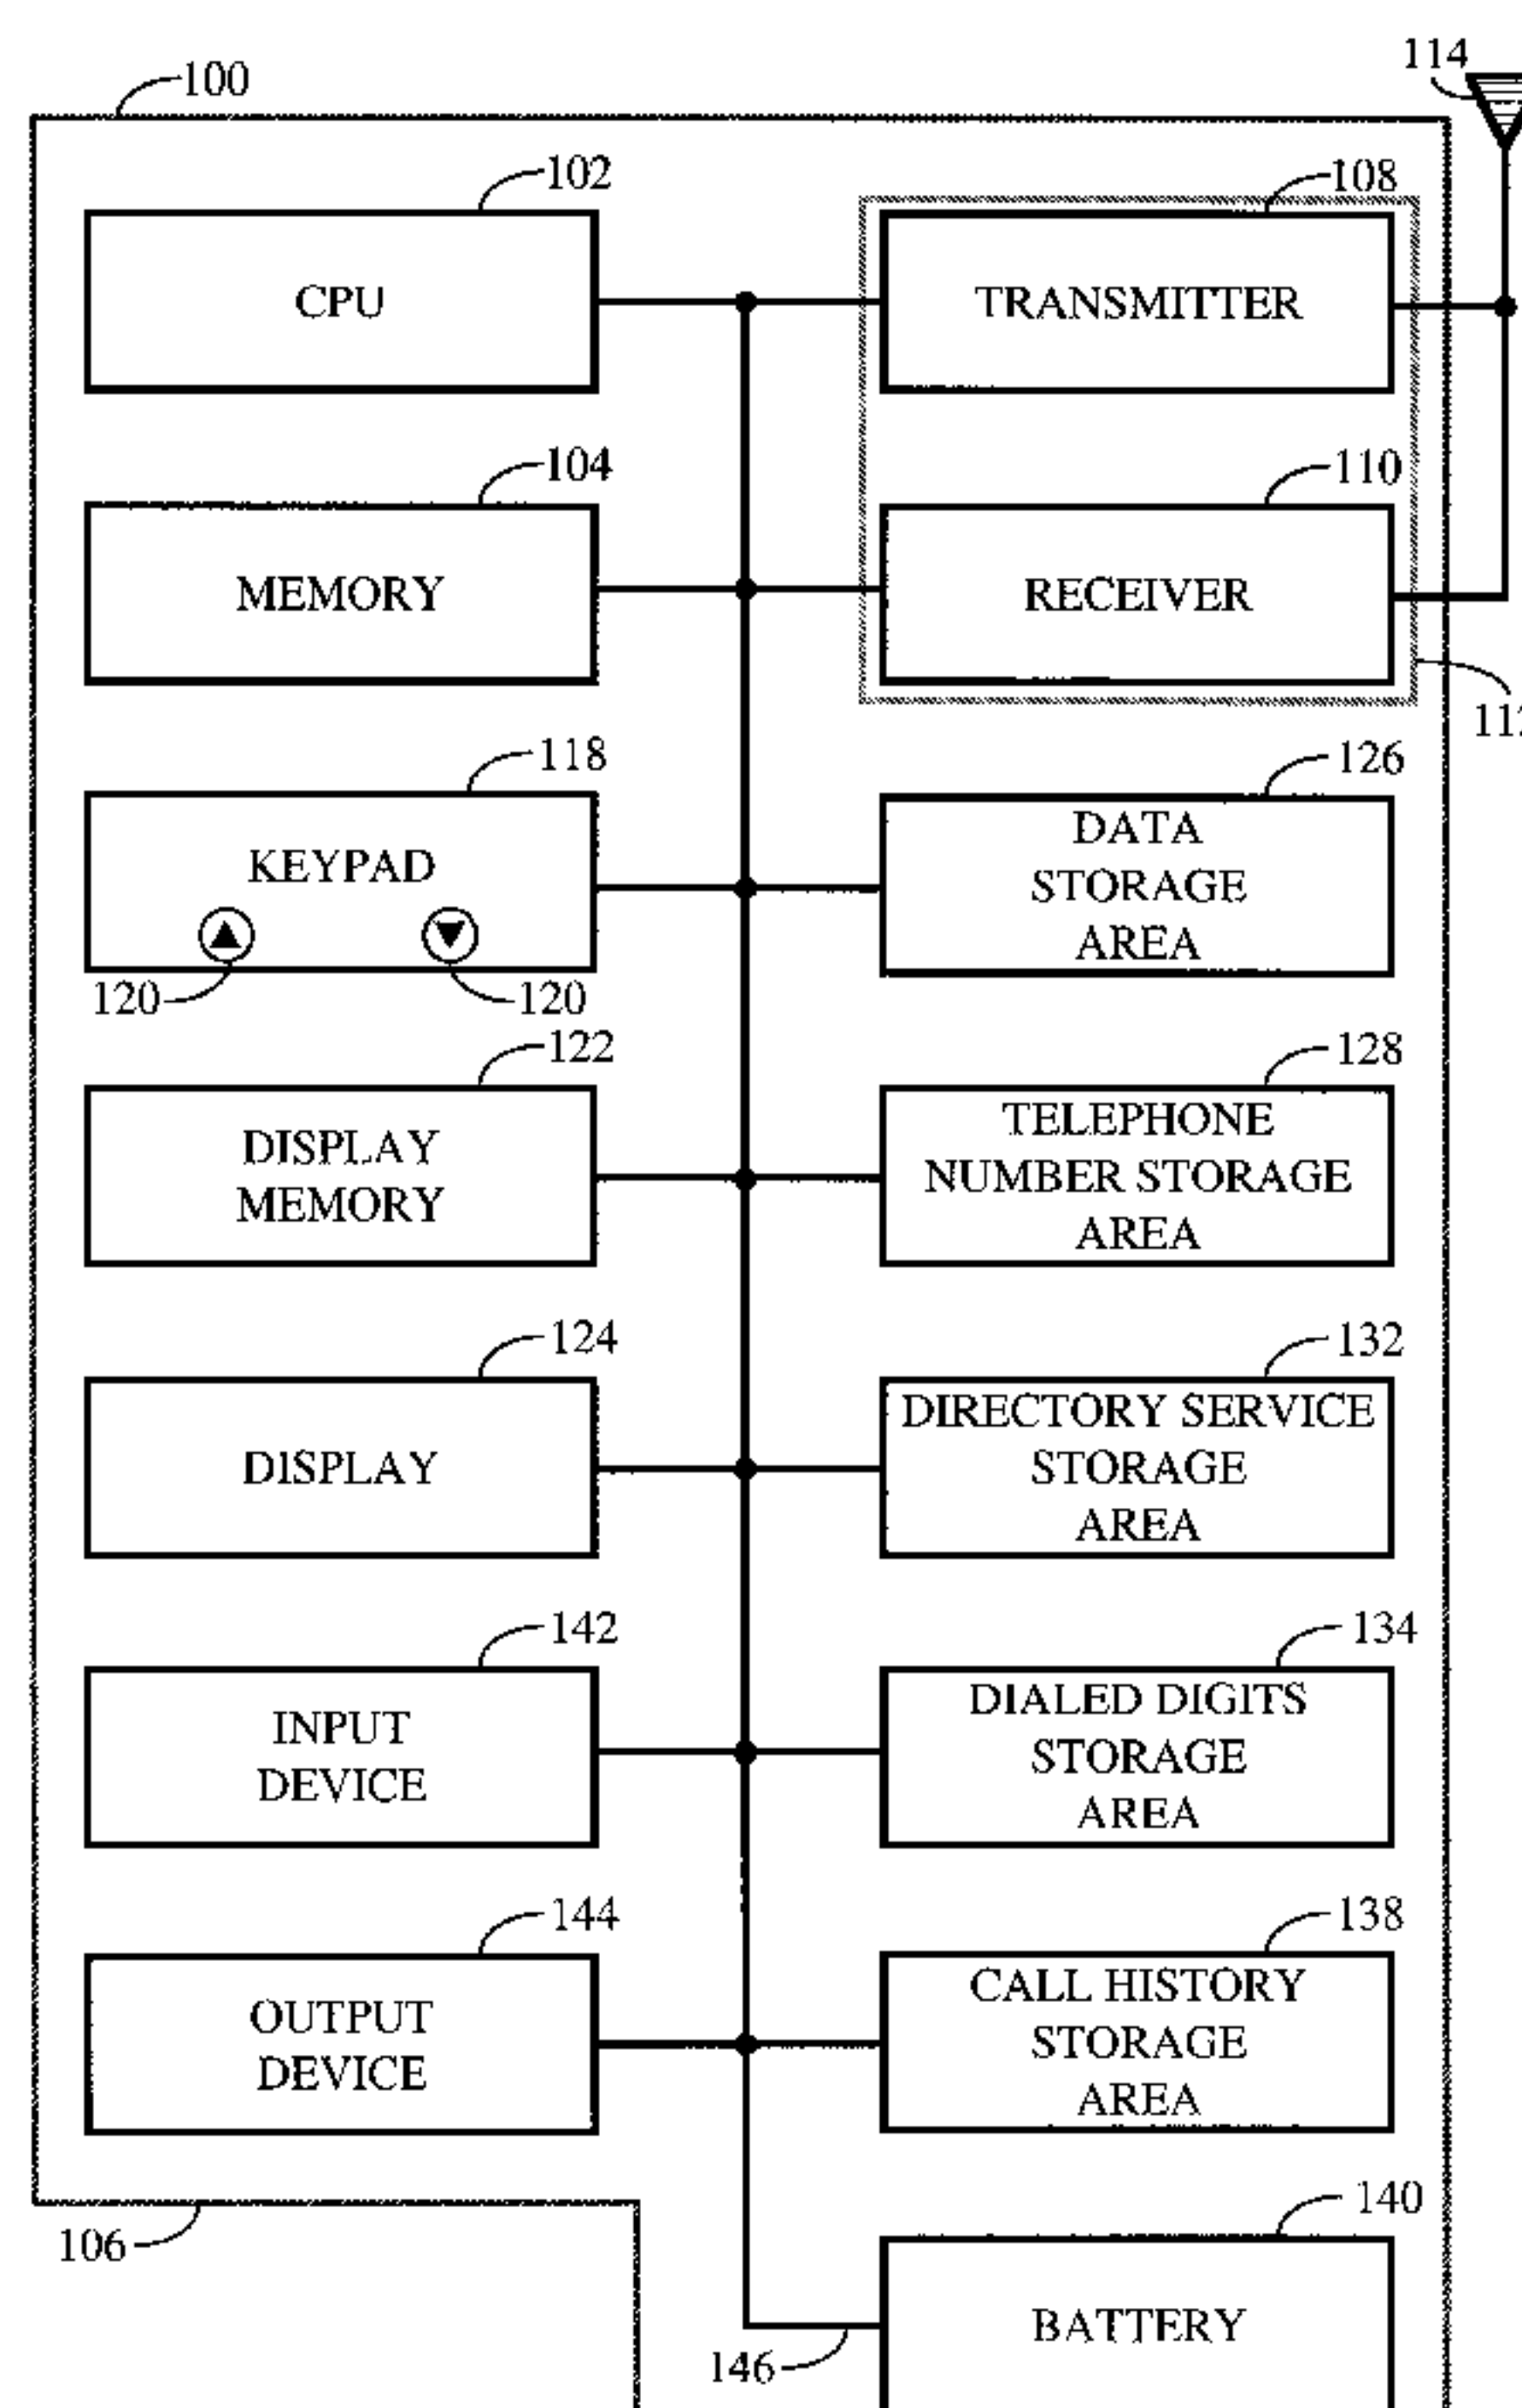 100
114
102
108
CPU
TRANSMITTER
104
110
MEMORY
RECEIVER
118
126
KEYPAD
DATA
STORAGE
AREA
120
120
122
128
DISPLAY
MEMORY
TELEPHONE
NUMBER STORAGE
AREA
124
132
DISPLAY
DIRECTORY SERVICE
STORAGE
AREA
142
134
INPUT
DEVICE
DIALED DIGITS
STORAGE
AREA
144
138
OUTPUT
DEVICE
CALL HISTORY
STORAGE
AREA
106
140
BATTERY
146